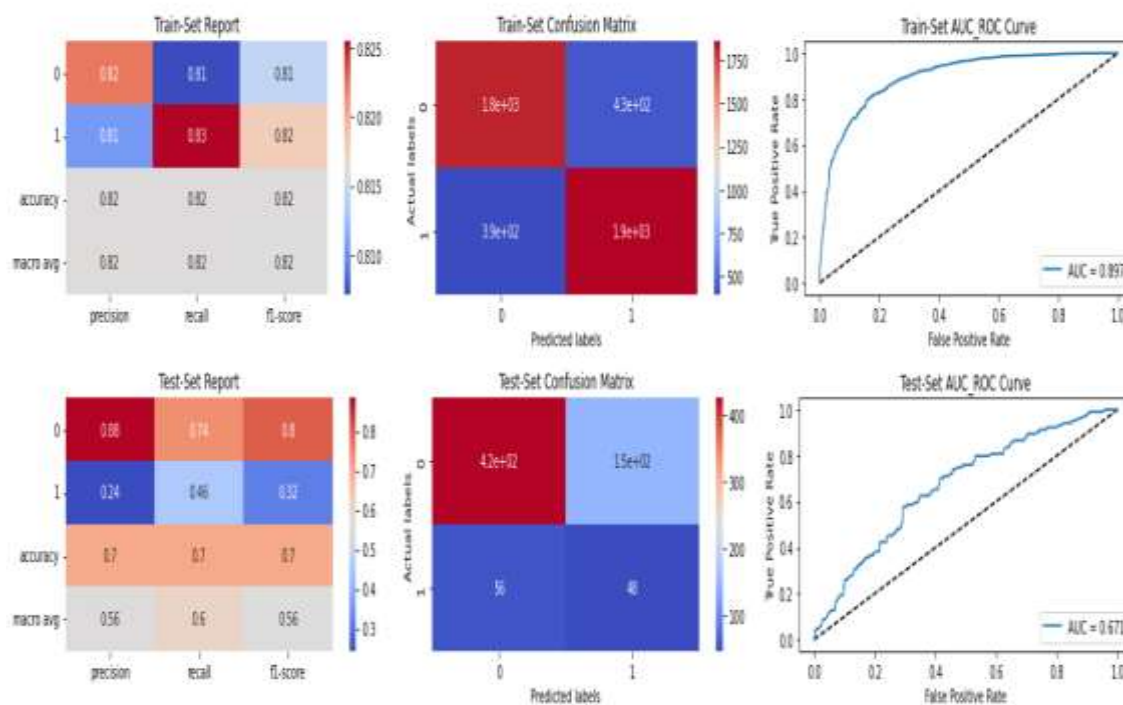 Train-Set Report
0
0.82 0.81 0.81
1
0.81 0.83 0.82
accuracy
0.82 0.82 0.82
macro avg
0.82 0.82 0.82
precision recall f1-score
0.825
0.820
0.815
0.810
Train-Set Confusion Matrix
Actual labels
0
1.8e+03 4.3e+02
1
3.9e+02 1.9e+03
0 1
Predicted labels
1750
1500
1250
1000
750
500
Train-Set AUC_ROC Curve
True Positive Rate
1.0
0.8
0.6
0.4
0.2
0.0
AUC = 0.897
0.0 0.2 0.4 0.6 0.8 1.0
False Positive Rate
Test-Set Report
0
0.88 0.74 0.8
1
0.24 0.46 0.32
accuracy
0.7 0.7 0.7
macro avg
0.56 0.6 0.56
precision recall f1-score
0.8
0.7
0.6
0.5
0.4
0.3
Test-Set Confusion Matrix
Actual labels
0
4.2e+02 1.5e+02
1
56 48
0 1
Predicted labels
400
300
200
100
Test-Set AUC_ROC Curve
True Positive Rate
1.0
0.8
0.6
0.4
0.2
0.0
AUC = 0.671
0.0 0.2 0.4 0.6 0.8 1.0
False Positive Rate